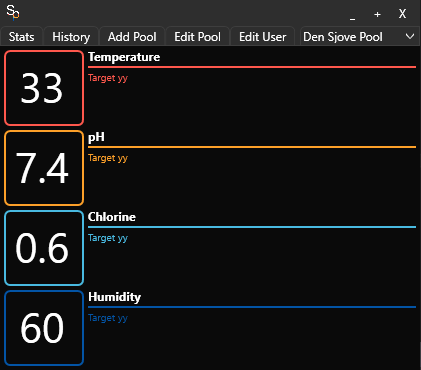 Sp
_ + X
Stats History Add Pool Edit Pool Edit User Den Sjove Pool
33 Temperature
Target yy
7.4 pH
Target yy
0.6 Chlorine
Target yy
60 Humidity
Target yy